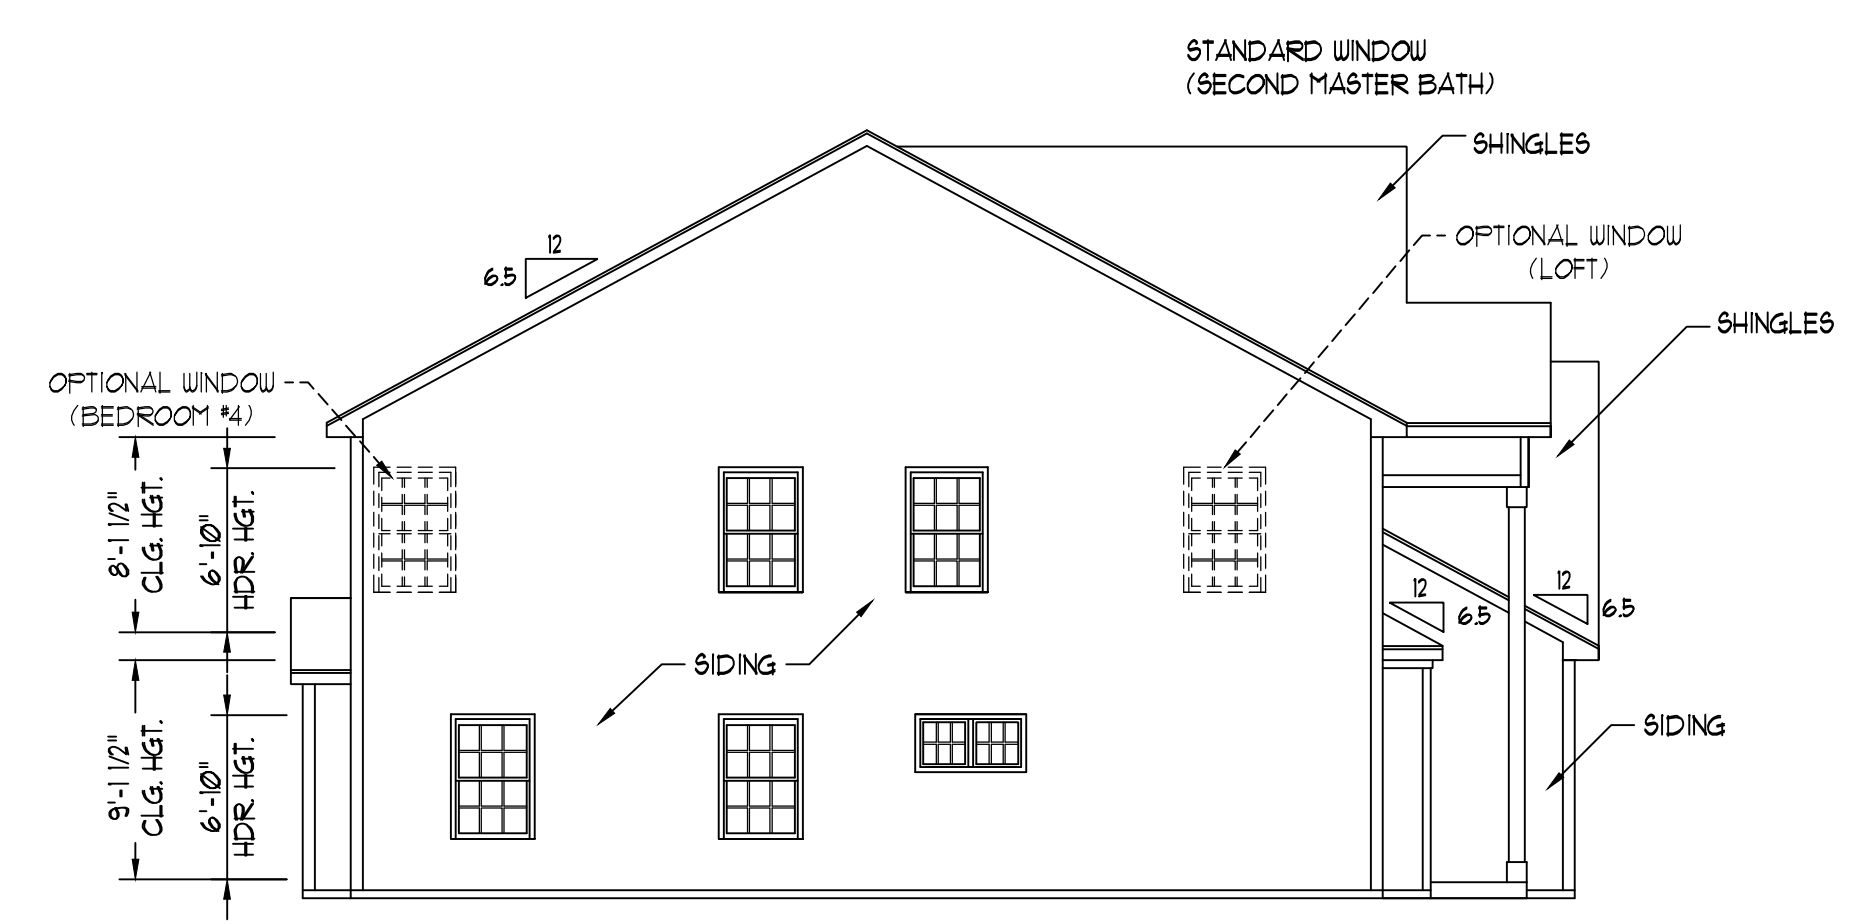 STANDARD WINDOW
(SECOND MASTER BATH)
SHINGLES
OPTIONAL WINDOW
(LOFT)
12
6.5
SHINGLES
OPTIONAL WINDOW
(BEDROOM #4)
8'-1 1/2"
CLG. HGT.
6'-10"
HDR. HGT.
12
6.5
12
6.5
SIDING
SIDING
9'-1 1/2"
CLG. HGT.
6'-10"
HDR. HGT.